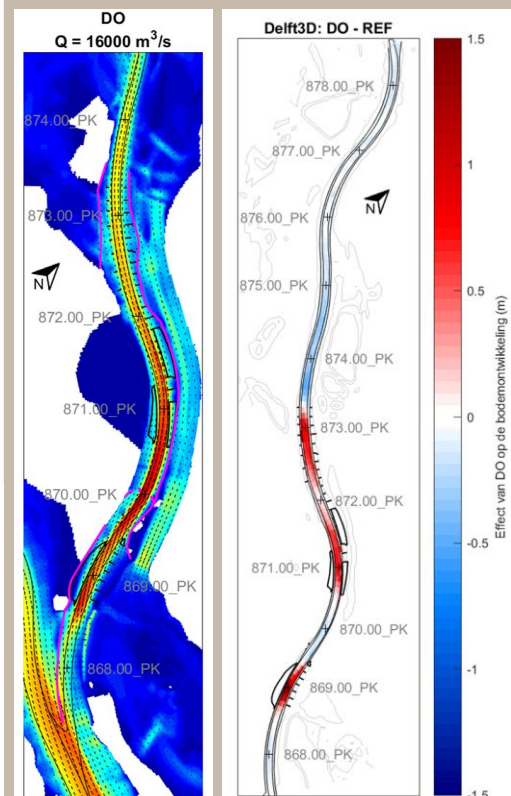 DO
Q = 16000 m³/s
874.00_PK
873.00_PK
N
872.00_PK
871.00_PK
870.00_PK
869.00_PK
868.00_PK
Delft3D: DO - REF
878.00_PK
877.00_PK
N
876.00_PK
875.00_PK
874.00_PK
873.00_PK
872.00_PK
871.00_PK
870.00_PK
869.00_PK
868.00_PK
1.5
1
0.5
0
-0.5
-1
-1.5
Effect van DO op de bodemontwikkeling (m)